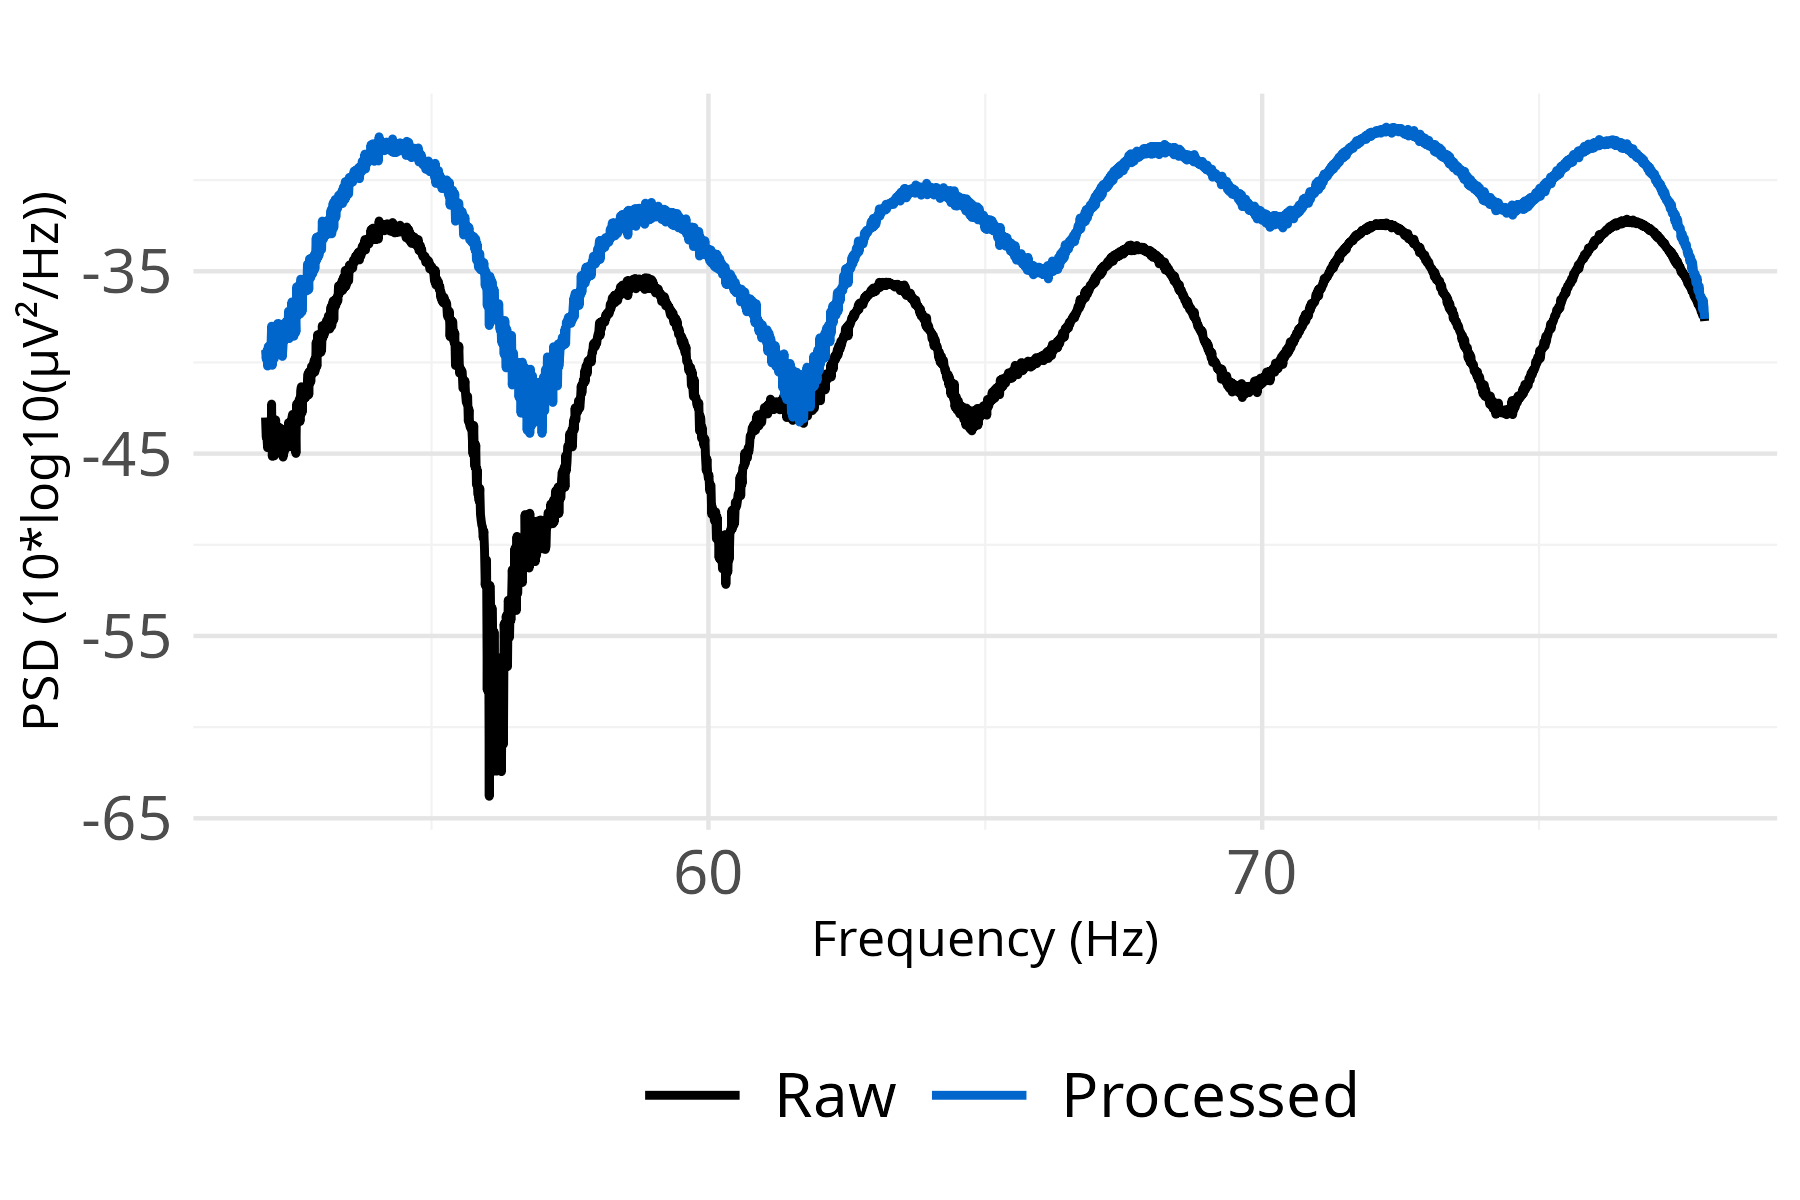 PSD (10*log10(µV²/Hz))
-35
-45
-55
-65
60 70
Frequency (Hz)
Raw Processed